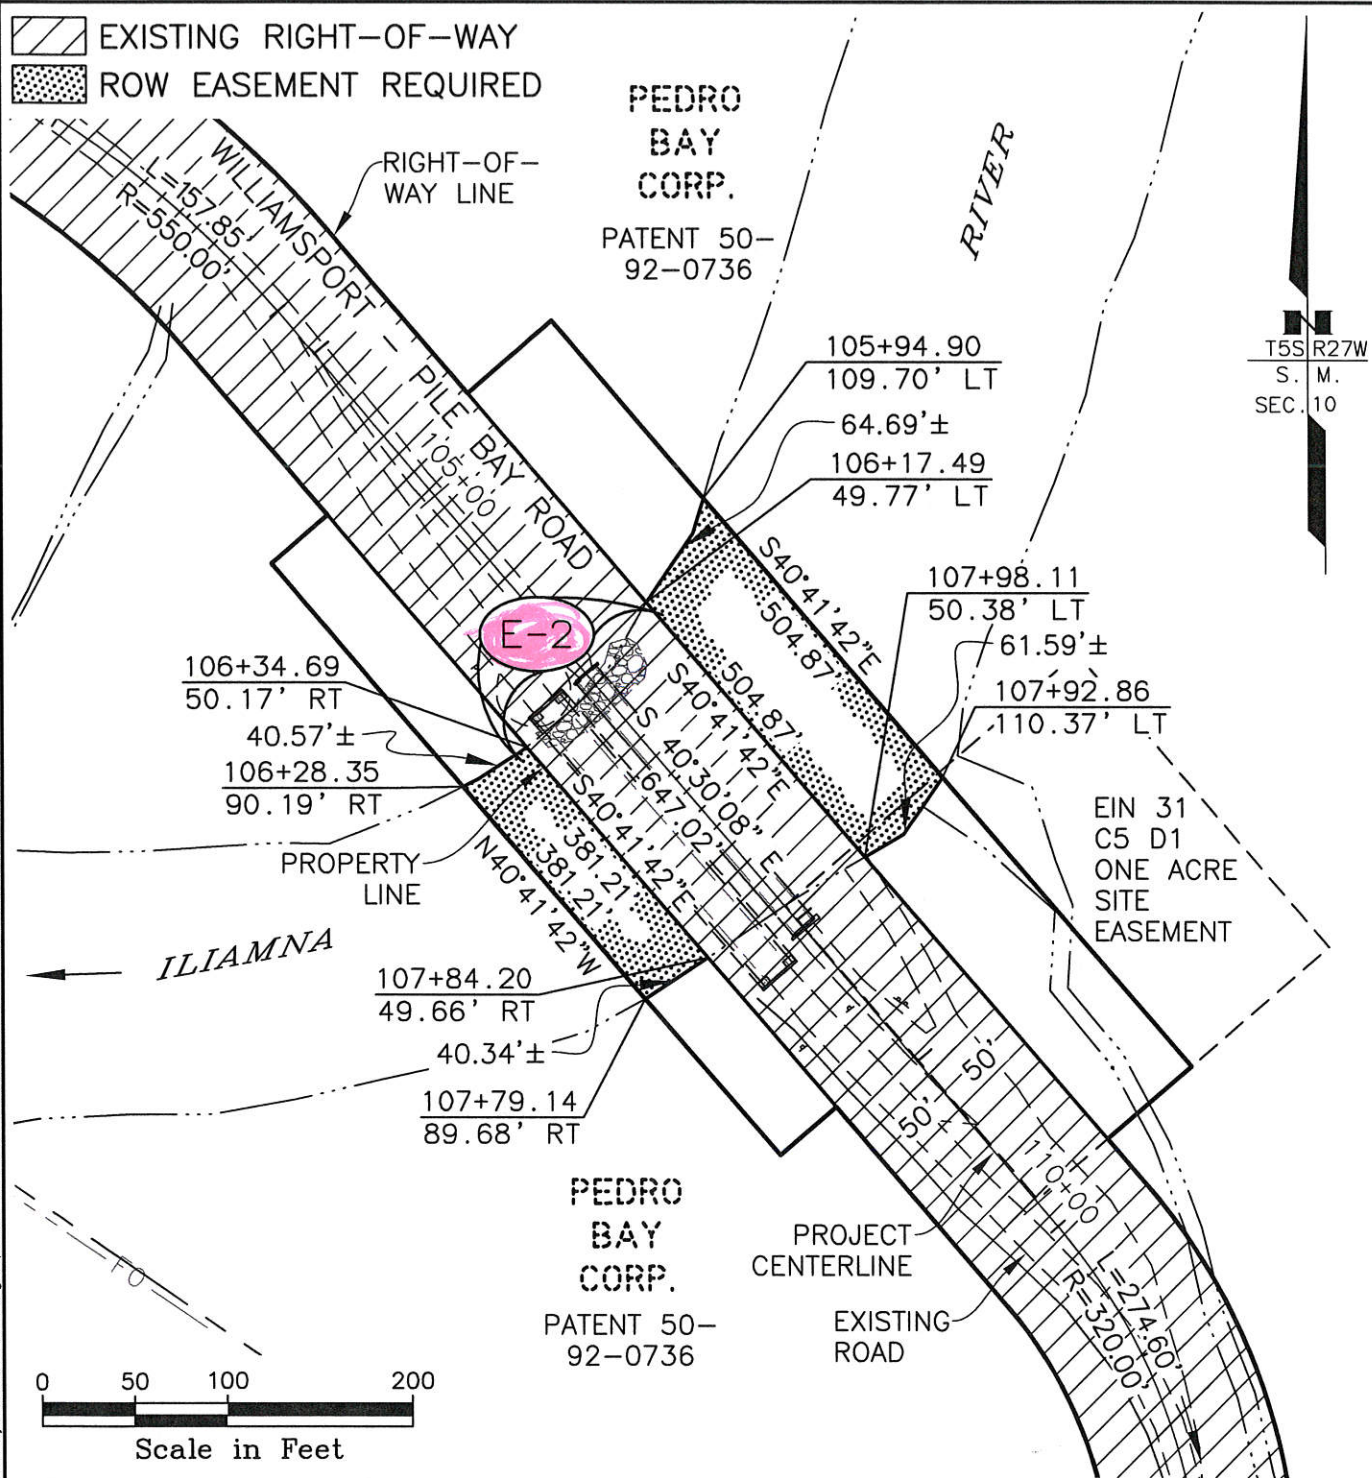 EXISTING RIGHT-OF-WAY
ROW EASEMENT REQUIRED
PEDRO
BAY
CORP.
PATENT 50-
92-0736
RIGHT-OF-
WAY LINE
RIVER
WILLIAMSPORT - PILE BAY ROAD
L=157.85'
R=550.00'
N
T5S R27W
S. M.
SEC. 10
105+94.90
109.70' LT
64.69'±
106+17.49
49.77' LT
105+00
S40°41'42"E
504.87'
107+98.11
50.38' LT
61.59'±
107+92.86
110.37' LT
E-2
504.87'
S40°41'42"E
106+34.69
50.17' RT
40.57'±
106+28.35
90.19' RT
S 40°30'08" E
647.02'
S40°41'42"E
381.21'
381.21'
N40°41'42"W
PROPERTY
LINE
EIN 31
C5 D1
ONE ACRE
SITE
EASEMENT
ILIAMNA
107+84.20
49.66' RT
40.34'±
107+79.14
89.68' RT
50'
50'
110+00
PEDRO
BAY
CORP.
PATENT 50-
92-0736
PROJECT
CENTERLINE
EXISTING
ROAD
L=274.60'
R=320.00'
FO
0 50 100 200
Scale in Feet